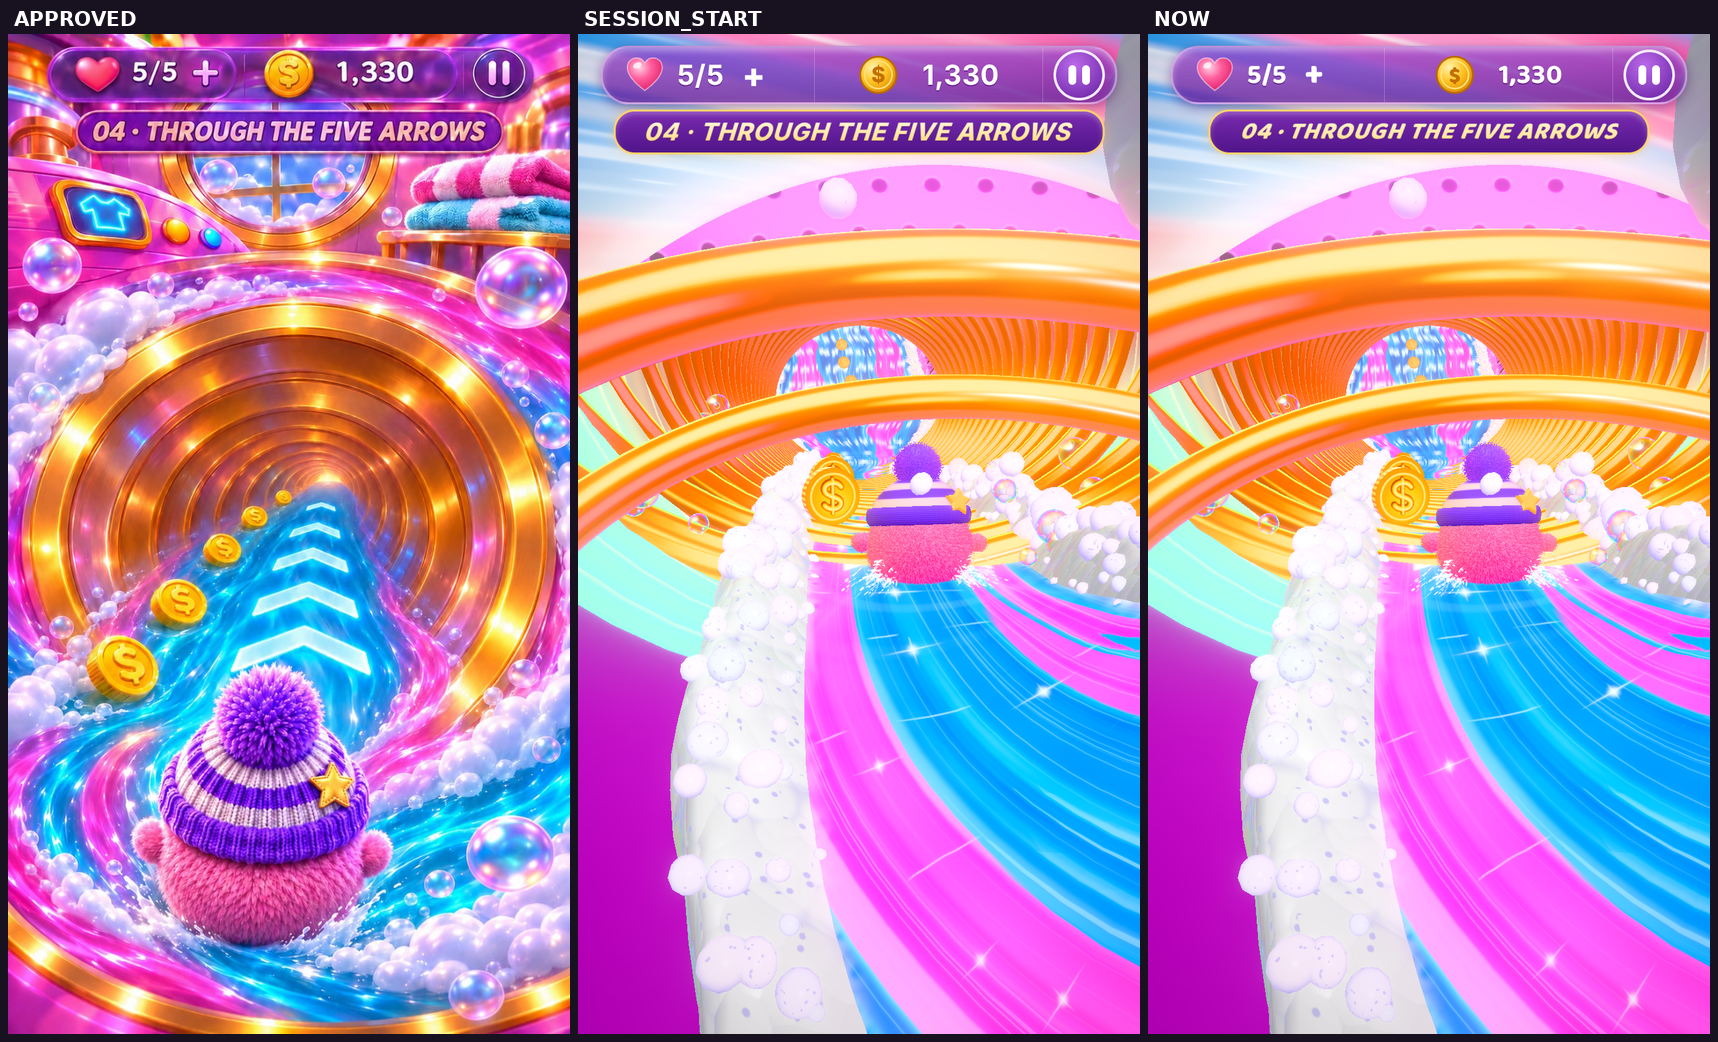 APPROVED
5/5 + $ 1,330
04 · THROUGH THE FIVE ARROWS
$
$
$
$
SESSION_START
5/5 + $ 1,330
04 · THROUGH THE FIVE ARROWS
$
NOW
5/5 + $ 1,330
04 · THROUGH THE FIVE ARROWS
$